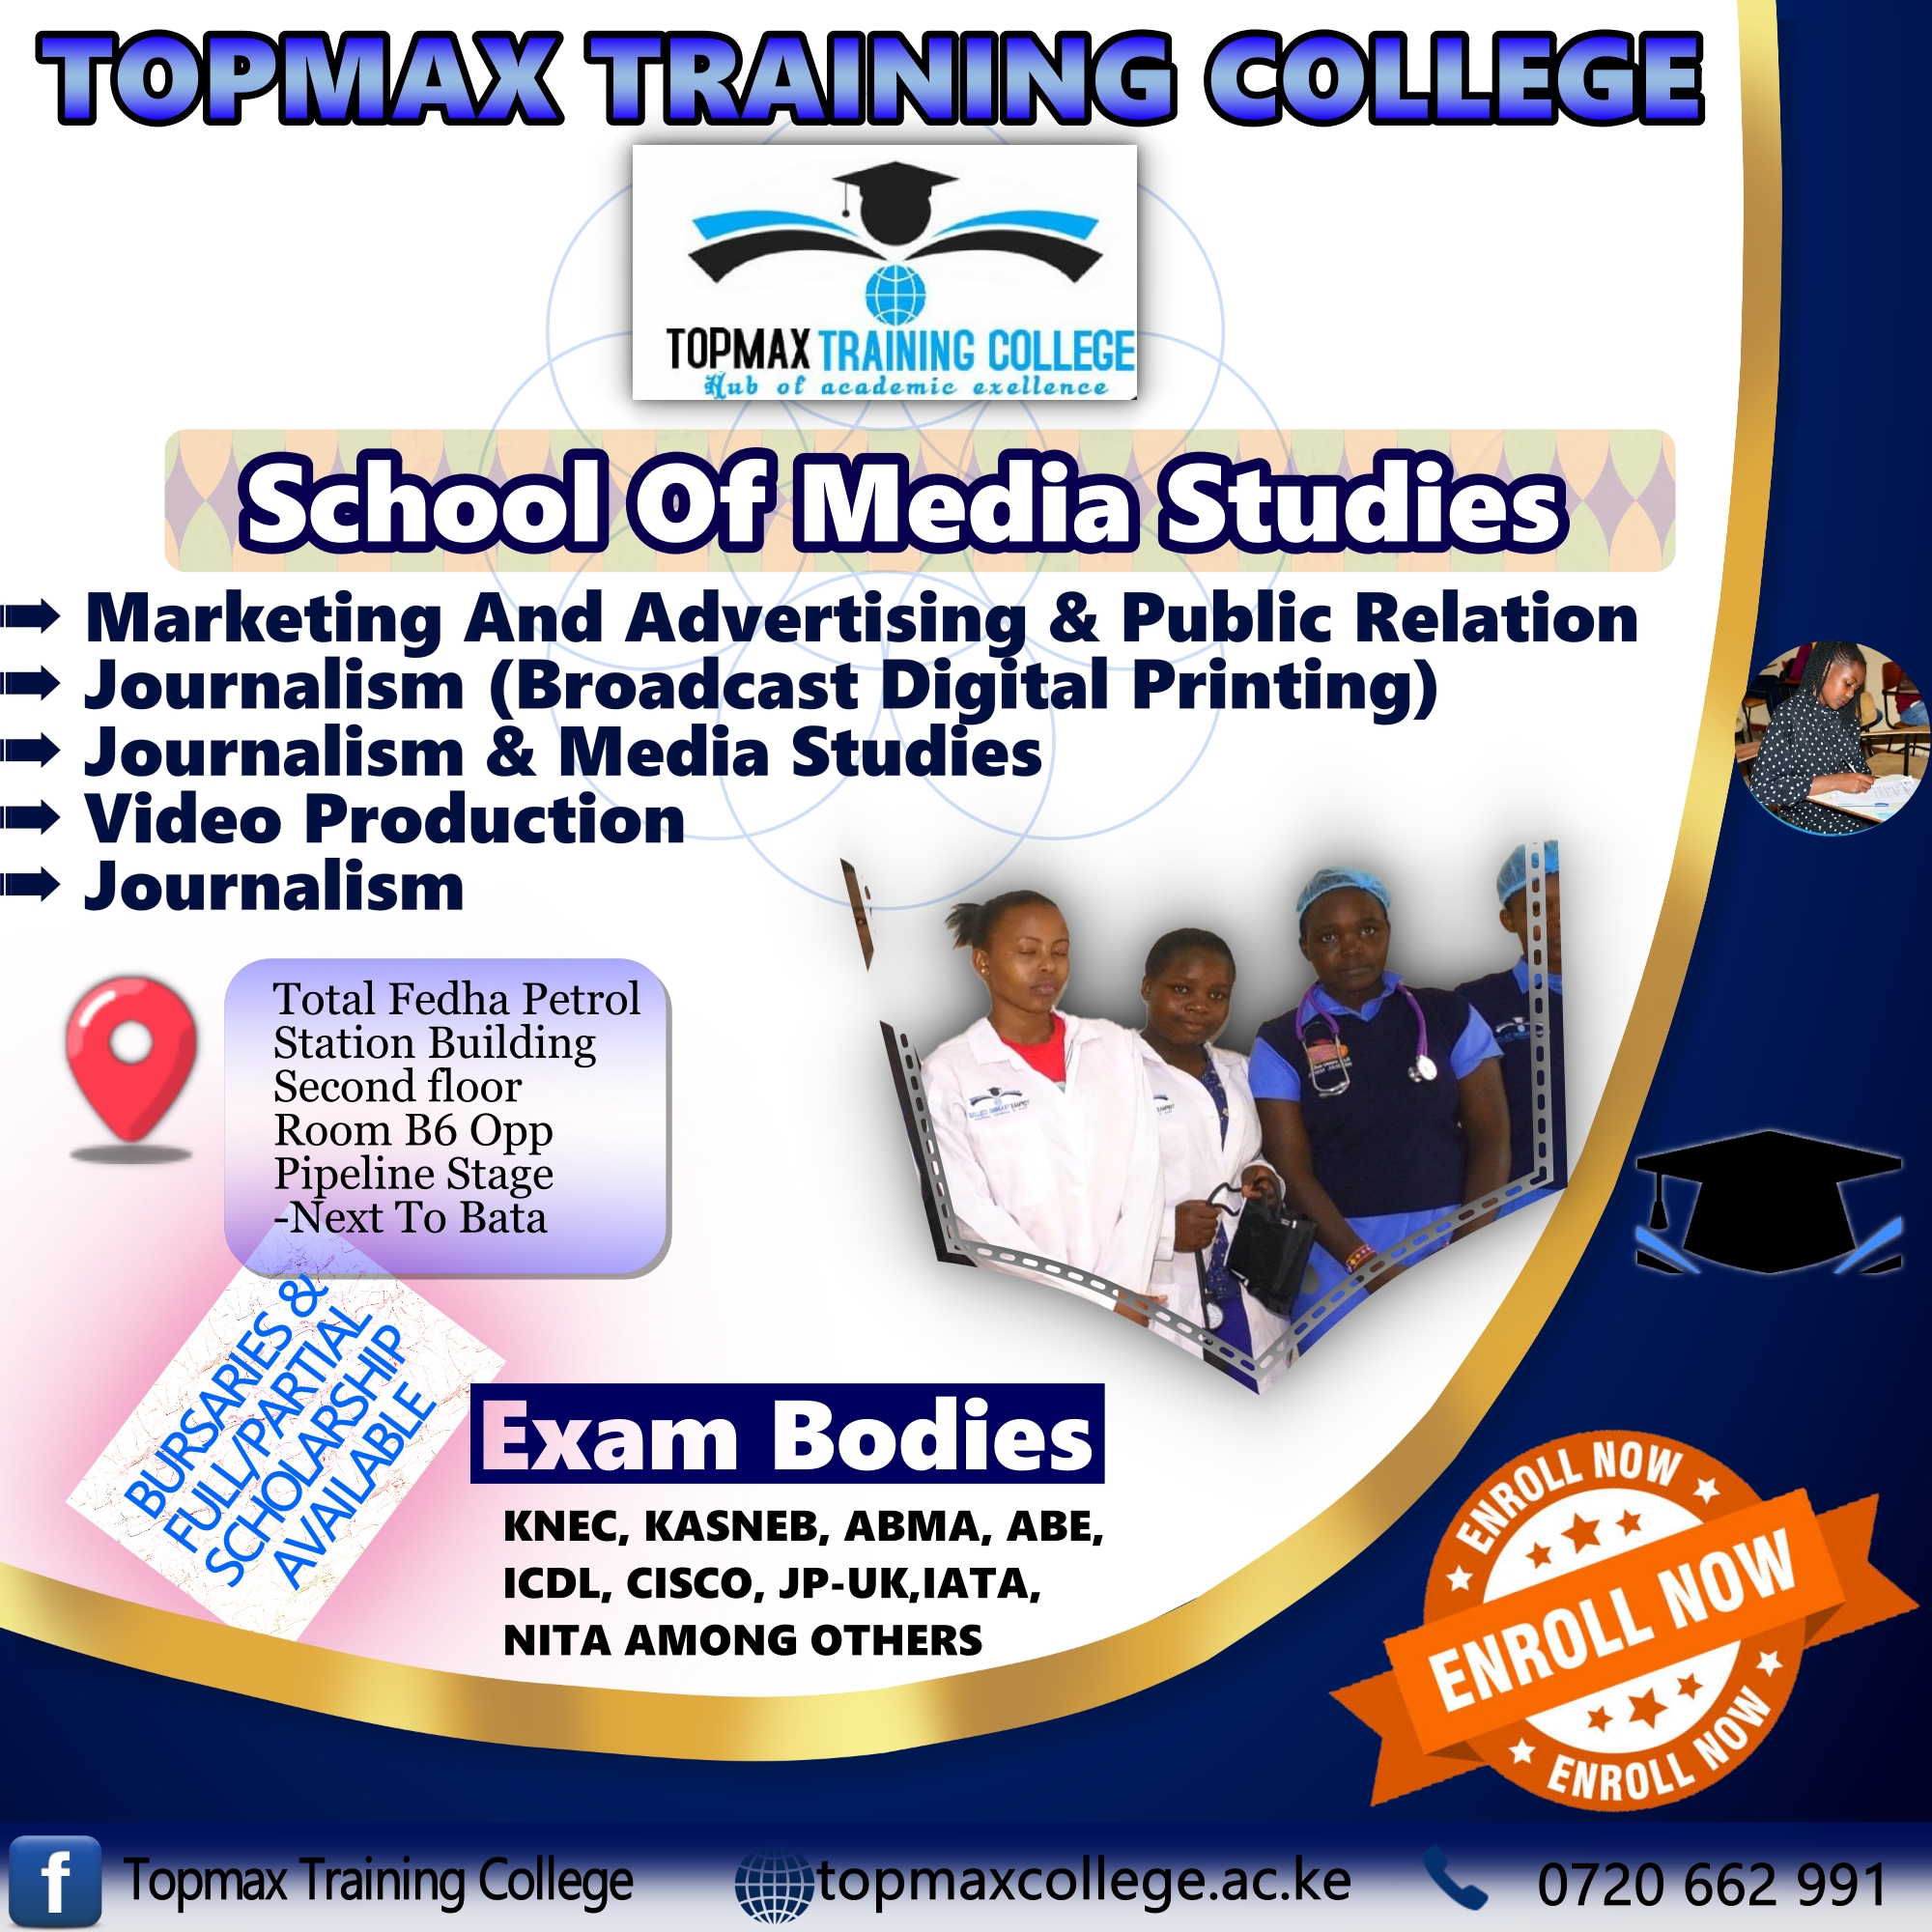 TOPMAX TRAINING COLLEGE
TOPMAX TRAINING COLLEGE
Hub of academic exellence
School Of Media Studies
Marketing And Advertising & Public Relation
Journalism (Broadcast Digital Printing)
Journalism & Media Studies
Video Production
Journalism
Total Fedha Petrol
Station Building
Second floor
Room B6 Opp
Pipeline Stage
-Next To Bata
BURSARIES &
FULL/PARTIAL
SCHOLARSHIP
AVAILABLE
Exam Bodies
KNEC, KASNEB, ABMA, ABE,
ICDL, CISCO, JP-UK,IATA,
NITA AMONG OTHERS
ENROLL NOW
ENROLL NOW
ENROLL NOW
f Topmax Training College
topmaxcollege.ac.ke
0720 662 991